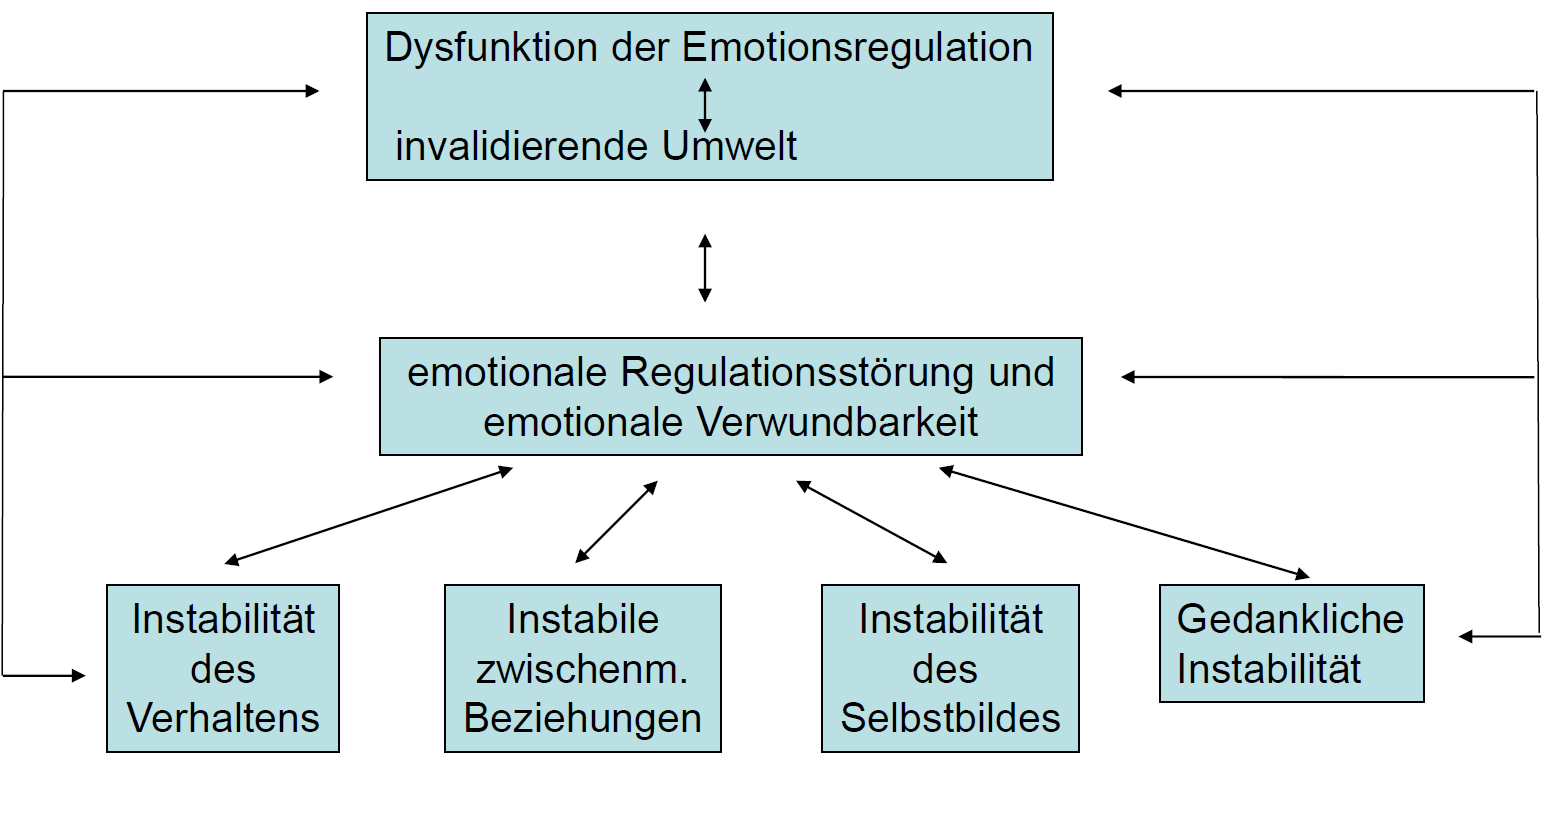 Dysfunktion der Emotionsregulation
invalidierende Umwelt
emotionale Regulationsstörung und
emotionale Verwundbarkeit
Instabilität
des
Verhaltens
Instabile
zwischenm.
Beziehungen
Instabilität
des
Selbstbildes
Gedankliche
Instabilität